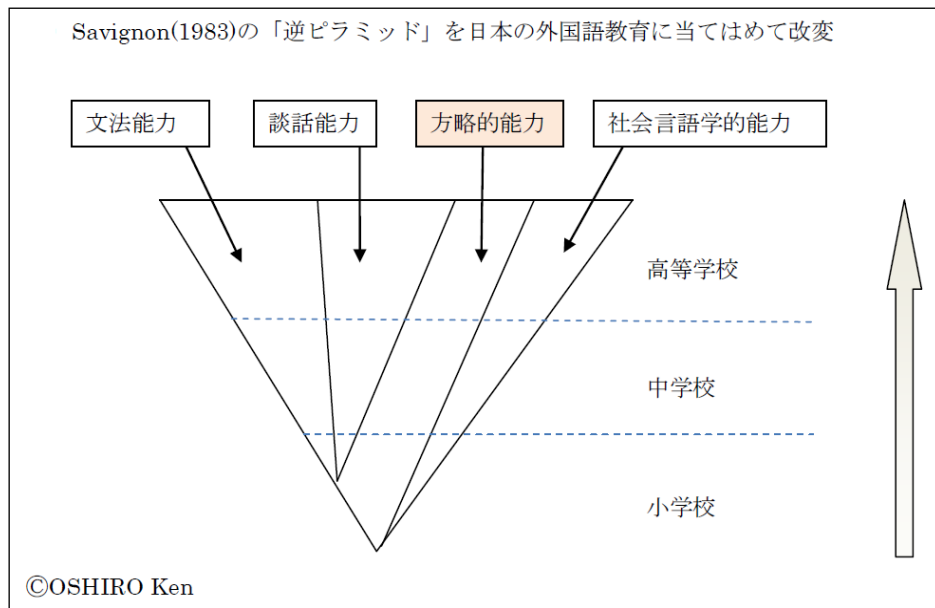 Savignon(1983)の「逆ピラミッド」を日本の外国語教育に当てはめて改変
文法能力
談話能力
方略的能力
社会言語学的能力
高等学校
中学校
小学校
©OSHIRO Ken